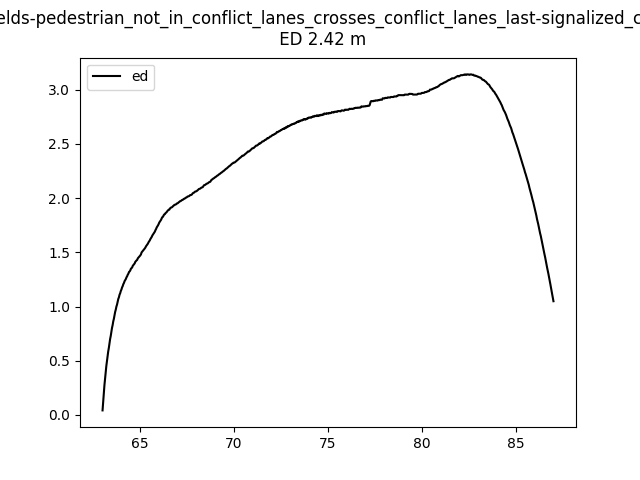 elds-pedestrian_not_in_conflict_lanes_crosses_conflict_lanes_last-signalized_c
ED 2.42 m
ed
3.0
2.5
2.0
1.5
1.0
0.5
0.0
65 70 75 80 85